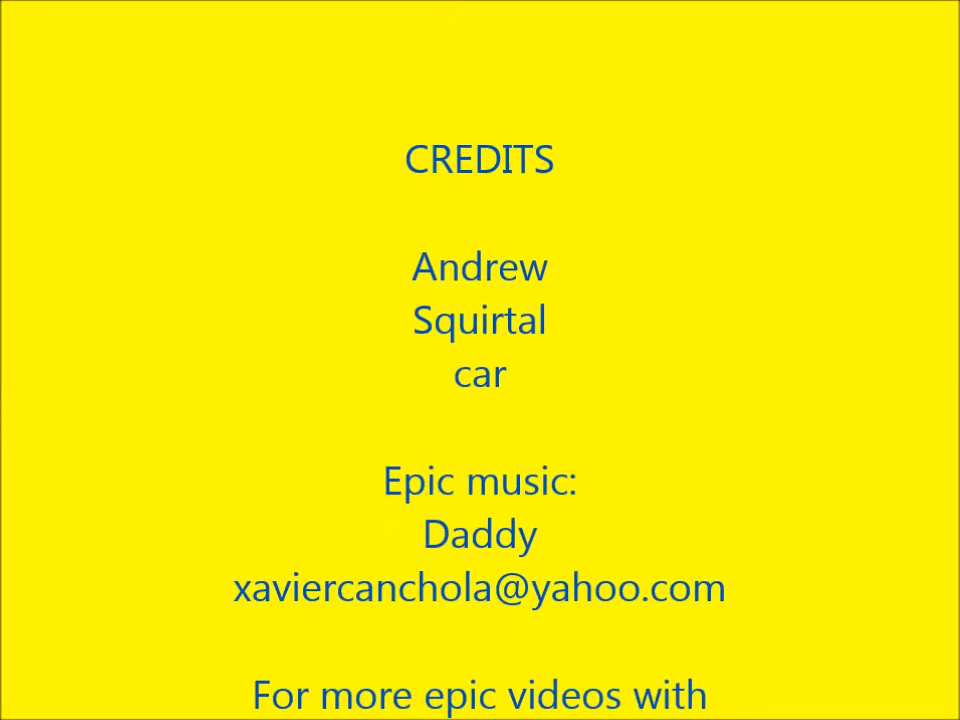 CREDITS
Andrew
Squirtal
car
Epic music:
Daddy
xaviercanchola@yahoo.com
For more epic videos with